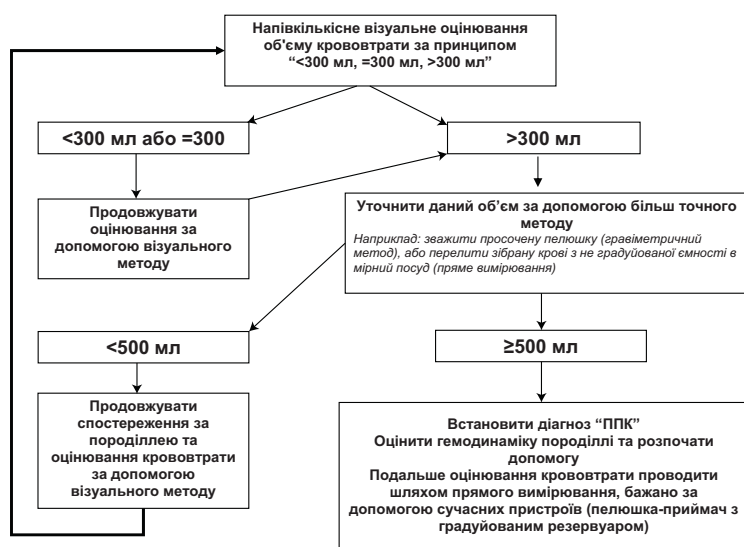 Напівкількісне візуальне оцінювання
об'єму крововтрати за принципом
“<300 мл, =300 мл, >300 мл”
<300 мл або =300
>300 мл
Продовжувати
оцінювання за
допомогою візуального
методу
Уточнити даний об’єм за допомогою більш точного
методу
Наприклад: зважити просочену пелюшку (гравіметричний
метод), або перелити зібрану крові з не градуйованої ємності в
мірний посуд (пряме вимірювання)
<500 мл
≥500 мл
Продовжувати
спостереження за
породіллею та
оцінювання крововтрати
за допомогою
візуального методу
Встановити діагноз “ППК”
Оцінити гемодинаміку породіллі та розпочати
допомогу
Подальше оцінювання крововтрати проводити
шляхом прямого вимірювання, бажано за
допомогою сучасних пристроїв (пелюшка-приймач з
градуйованим резервуаром)